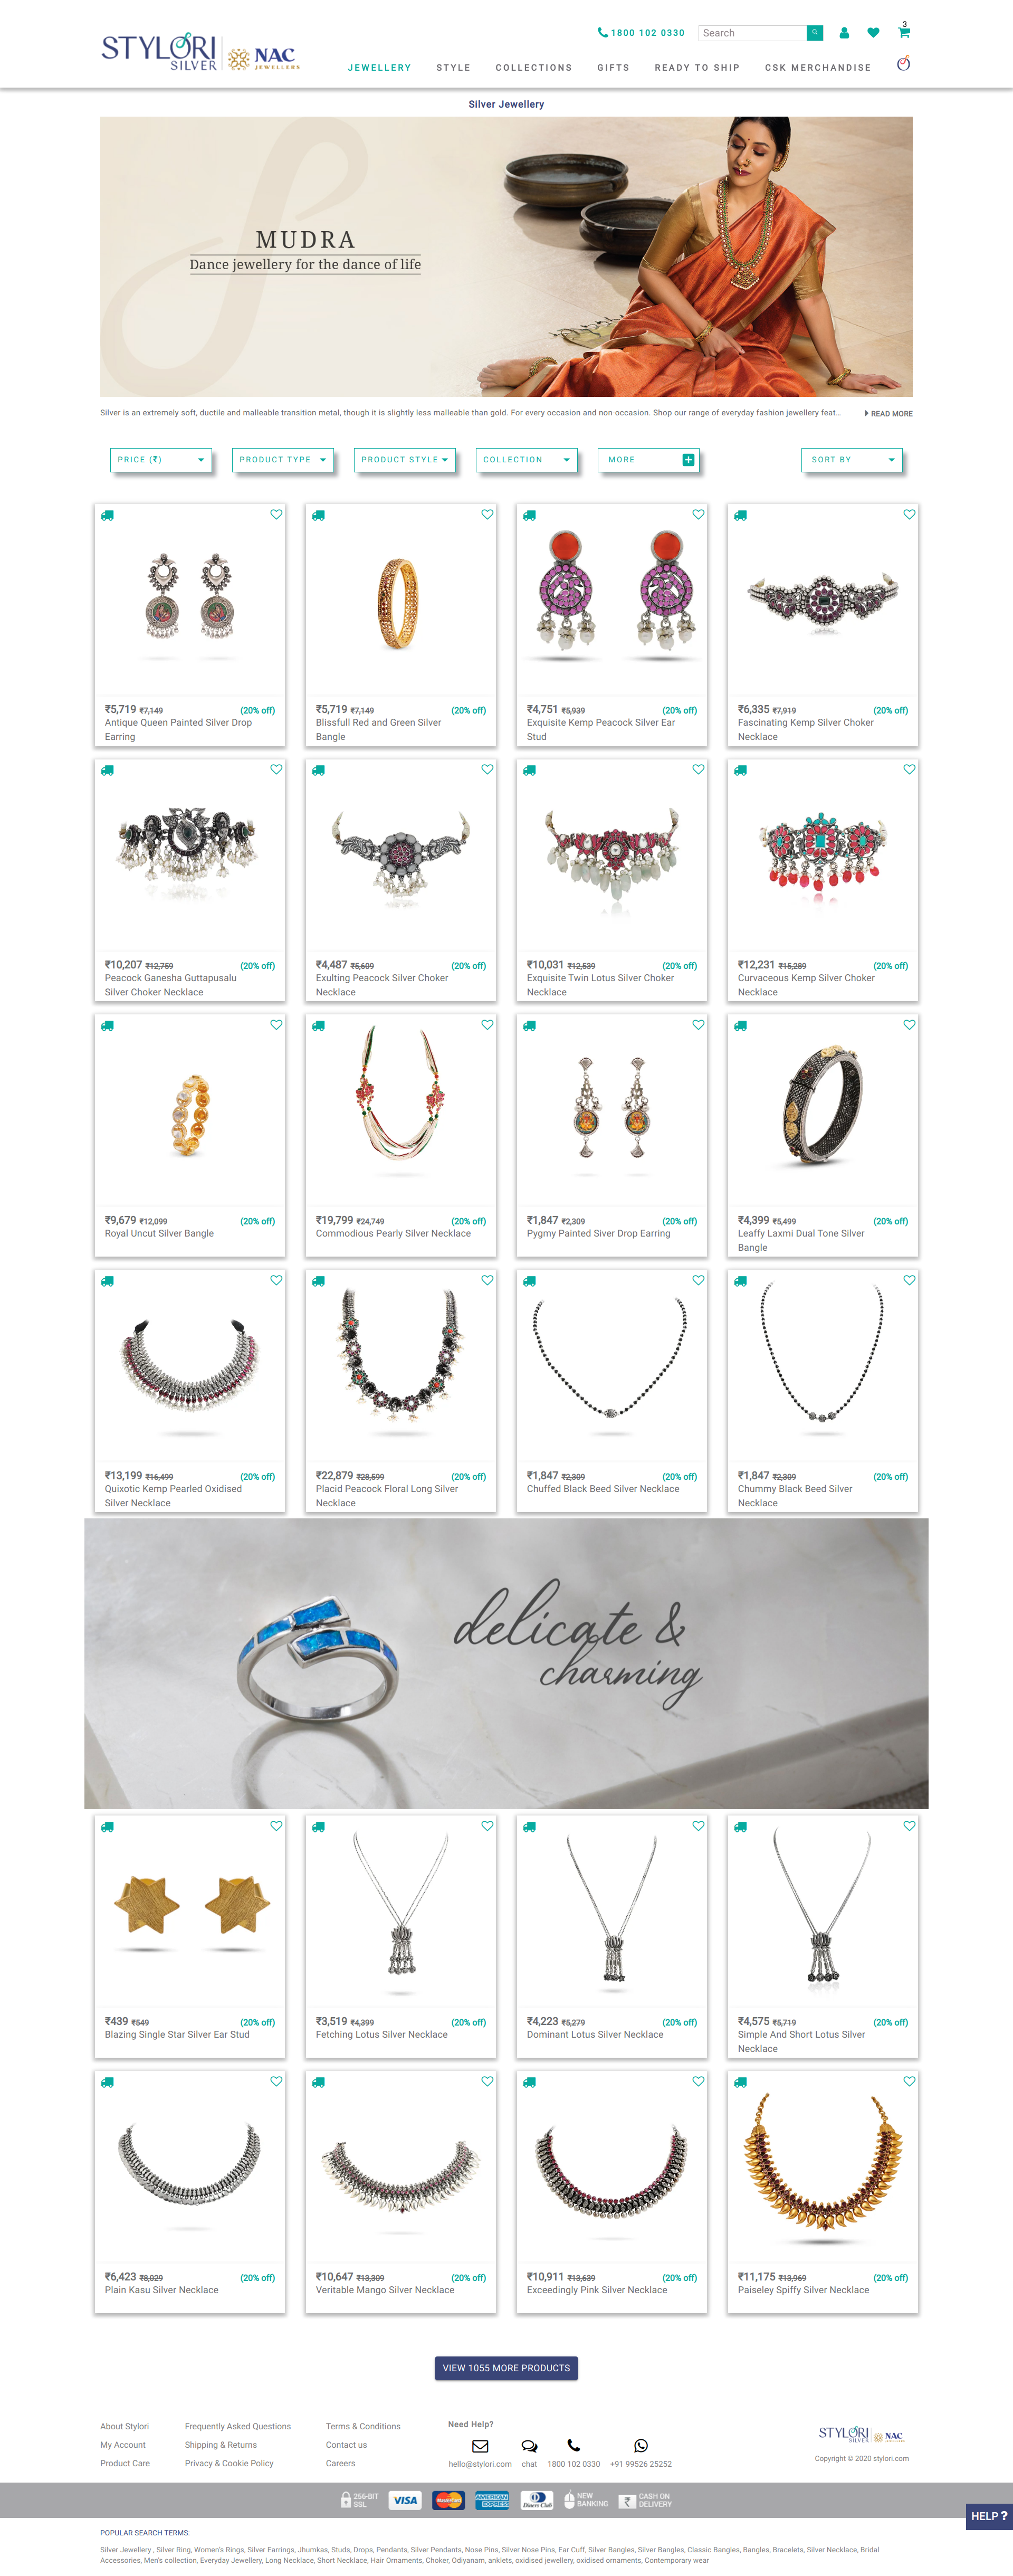 STYLORI
SILVER
NAC
JEWELLERS
1800 102 0330
Search
3
JEWELLERY STYLE COLLECTIONS GIFTS READY TO SHIP CSK MERCHANDISE
Silver Jewellery
MUDRA
Dance jewellery for the dance of life
Silver is an extremely soft, ductile and malleable transition metal, though it is slightly less malleable than gold. For every occasion and non-occasion. Shop our range of everyday fashion jewellery feat...
READ MORE
PRICE (₹) PRODUCT TYPE PRODUCT STYLE COLLECTION MORE SORT BY
₹5,719 ₹7,149 (20% off)
Antique Queen Painted Silver Drop
Earring
₹5,719 ₹7,149 (20% off)
Blissfull Red and Green Silver
Bangle
₹4,751 ₹5,939 (20% off)
Exquisite Kemp Peacock Silver Ear
Stud
₹6,335 ₹7,919 (20% off)
Fascinating Kemp Silver Choker
Necklace
₹10,207 ₹12,759 (20% off)
Peacock Ganesha Guttapusalu
Silver Choker Necklace
₹4,487 ₹5,609 (20% off)
Exulting Peacock Silver Choker
Necklace
₹10,031 ₹12,539 (20% off)
Exquisite Twin Lotus Silver Choker
Necklace
₹12,231 ₹15,289 (20% off)
Curvaceous Kemp Silver Choker
Necklace
₹9,679 ₹12,099 (20% off)
Royal Uncut Silver Bangle
₹19,799 ₹24,749 (20% off)
Commodious Pearly Silver Necklace
₹1,847 ₹2,309 (20% off)
Pygmy Painted Siver Drop Earring
₹4,399 ₹5,499 (20% off)
Leaffy Laxmi Dual Tone Silver
Bangle
₹13,199 ₹16,499 (20% off)
Quixotic Kemp Pearled Oxidised
Silver Necklace
₹22,879 ₹28,599 (20% off)
Placid Peacock Floral Long Silver
Necklace
₹1,847 ₹2,309 (20% off)
Chuffed Black Beed Silver Necklace
₹1,847 ₹2,309 (20% off)
Chummy Black Beed Silver
Necklace
delicate &
charming
₹439 ₹549 (20% off)
Blazing Single Star Silver Ear Stud
₹3,519 ₹4,399 (20% off)
Fetching Lotus Silver Necklace
₹4,223 ₹5,279 (20% off)
Dominant Lotus Silver Necklace
₹4,575 ₹5,719 (20% off)
Simple And Short Lotus Silver
Necklace
₹6,423 ₹8,029 (20% off)
Plain Kasu Silver Necklace
₹10,647 ₹13,309 (20% off)
Veritable Mango Silver Necklace
₹10,911 ₹13,639 (20% off)
Exceedingly Pink Silver Necklace
₹11,175 ₹13,969 (20% off)
Paiseley Spiffy Silver Necklace
VIEW 1055 MORE PRODUCTS
About Stylori
My Account
Product Care
Frequently Asked Questions
Shipping & Returns
Privacy & Cookie Policy
Terms & Conditions
Contact us
Careers
Need Help?
hello@stylori.com chat 1800 102 0330 +91 99526 25252
STYLORI
SILVER
NAC
JEWELLERS
Copyright © 2020 stylori.com
256-BIT
SSL
VISA
MasterCard
AMERICAN
EXPRESS
Diners Club
NEW
BANKING
CASH ON
DELIVERY
HELP ?
POPULAR SEARCH TERMS:
Silver Jewellery , Silver Ring, Women's Rings, Silver Earrings, Jhumkas, Studs, Drops, Pendants, Silver Pendants, Nose Pins, Silver Nose Pins, Ear Cuff, Silver Bangles, Silver Bangles, Classic Bangles, Bangles, Bracelets, Silver Necklace, Bridal
Accessories, Men's collection, Everyday Jewellery, Long Necklace, Short Necklace, Hair Ornaments, Choker, Odiyanam, anklets, oxidised jewellery, oxidised ornaments, Contemporary wear